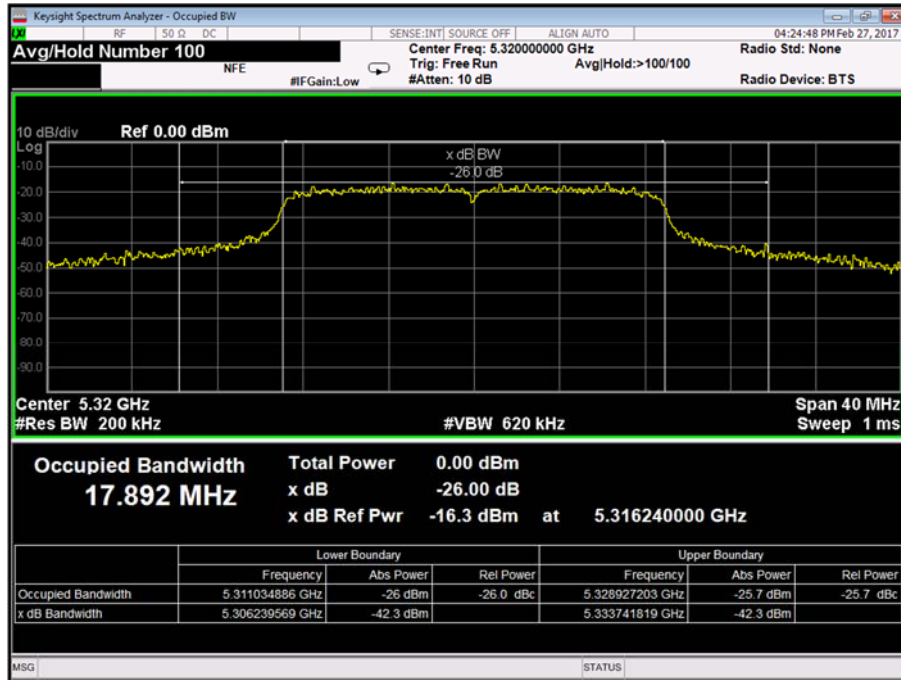 Keysight Spectrum Analyzer - Occupied BW
RF 50 Ω DC SENSE:INT SOURCE OFF ALIGN AUTO 04:24:48 PM Feb 27, 2017
Avg/Hold Number 100 Center Freq: 5.320000000 GHz Radio Std: None
NFE Trig: Free Run Avg|Hold:>100/100
#IFGain:Low #Atten: 10 dB Radio Device: BTS
10 dB/div Ref 0.00 dBm
Log
x dB BW
-10.0
-26.0 dB
-20.0
-30.0
-40.0
-50.0
-60.0
-70.0
-80.0
-90.0
Center 5.32 GHz Span 40 MHz
#Res BW 200 kHz #VBW 620 kHz Sweep 1 ms
Occupied Bandwidth Total Power 0.00 dBm
17.892 MHz x dB -26.00 dB
x dB Ref Pwr -16.3 dBm at 5.316240000 GHz
Lower Boundary Upper Boundary
Frequency Abs Power Rel Power Frequency Abs Power Rel Power
Occupied Bandwidth 5.311034886 GHz -26 dBm -26.0 dBc 5.328927203 GHz -25.7 dBm -25.7 dBc
x dB Bandwidth 5.306239569 GHz -42.3 dBm 5.333741819 GHz -42.3 dBm
MSG STATUS